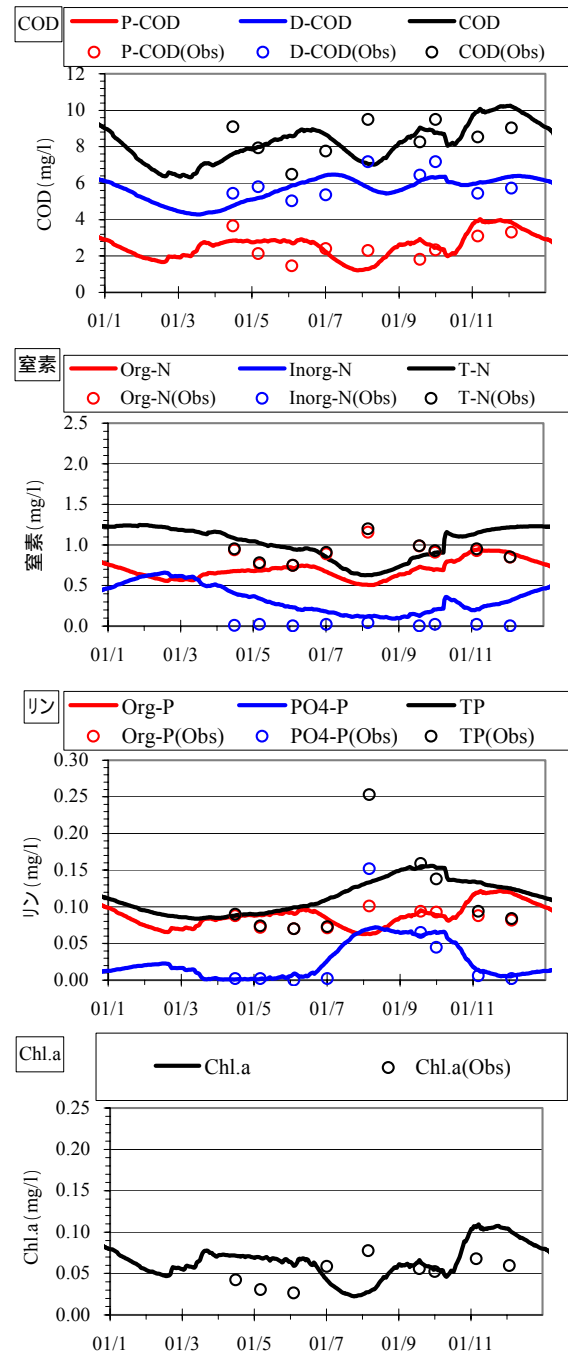 COD
P-COD D-COD COD
P-COD(Obs) D-COD(Obs) COD(Obs)
COD(mg/l)
12
10
8
6
4
2
0
01/1 01/3 01/5 01/7 01/9 01/11
窒素
Org-N Inorg-N T-N
Org-N(Obs) Inorg-N(Obs) T-N(Obs)
窒素(mg/l)
2.5
2.0
1.5
1.0
0.5
0.0
01/1 01/3 01/5 01/7 01/9 01/11
リン
Org-P PO4-P TP
Org-P(Obs) PO4-P(Obs) TP(Obs)
リン(mg/l)
0.30
0.25
0.20
0.15
0.10
0.05
0.00
01/1 01/3 01/5 01/7 01/9 01/11
Chl.a
Chl.a Chl.a(Obs)
Chl.a(mg/l)
0.25
0.20
0.15
0.10
0.05
0.00
01/1 01/3 01/5 01/7 01/9 01/11